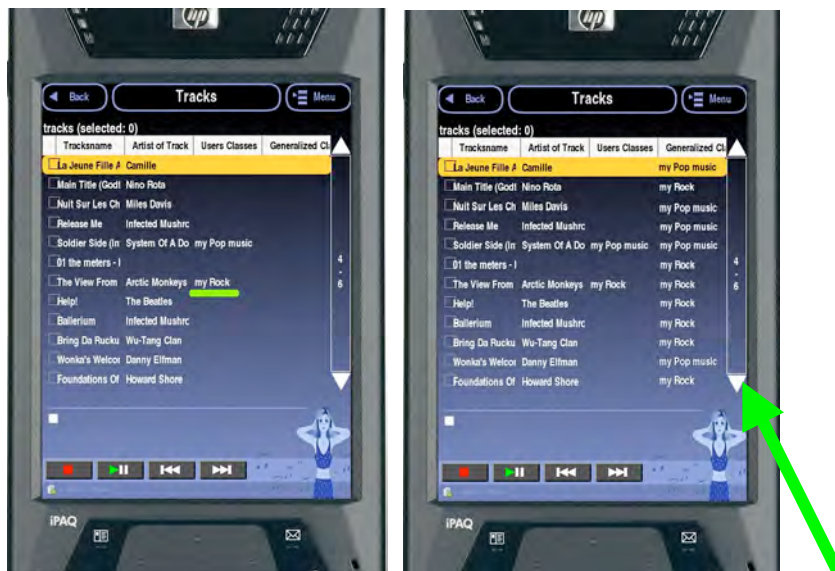 hp
Back Tracks Menu
tracks (selected: 0)
Tracksname Artist of Track Users Classes Generalized Cl
La Jeune Fille A Camille
Main Title (Godf Nino Rota
Nuit Sur Les Ch Miles Davis
Release Me Infected Mushrc
Soldier Side (In System Of A Do my Pop music
01 the meters - I
The View From Arctic Monkeys my Rock
Help! The Beatles
Ballerium Infected Mushrc
Bring Da Rucku Wu-Tang Clan
Wonka's Welcor Danny Elfman
Foundations Of Howard Shore
4
-
6
iPAQ
hp
Back Tracks Menu
tracks (selected: 0)
Tracksname Artist of Track Users Classes Generalized Cl
La Jeune Fille A Camille my Pop music
Main Title (Godf Nino Rota my Rock
Nuit Sur Les Ch Miles Davis my Pop music
Release Me Infected Mushrc my Pop music
Soldier Side (In System Of A Do my Pop music my Pop music
01 the meters - I my Rock
The View From Arctic Monkeys my Rock my Rock
Help! The Beatles my Rock
Ballerium Infected Mushrc my Rock
Bring Da Rucku Wu-Tang Clan my Rock
Wonka's Welcor Danny Elfman my Pop music
Foundations Of Howard Shore my Rock
4
-
6
iPAQ